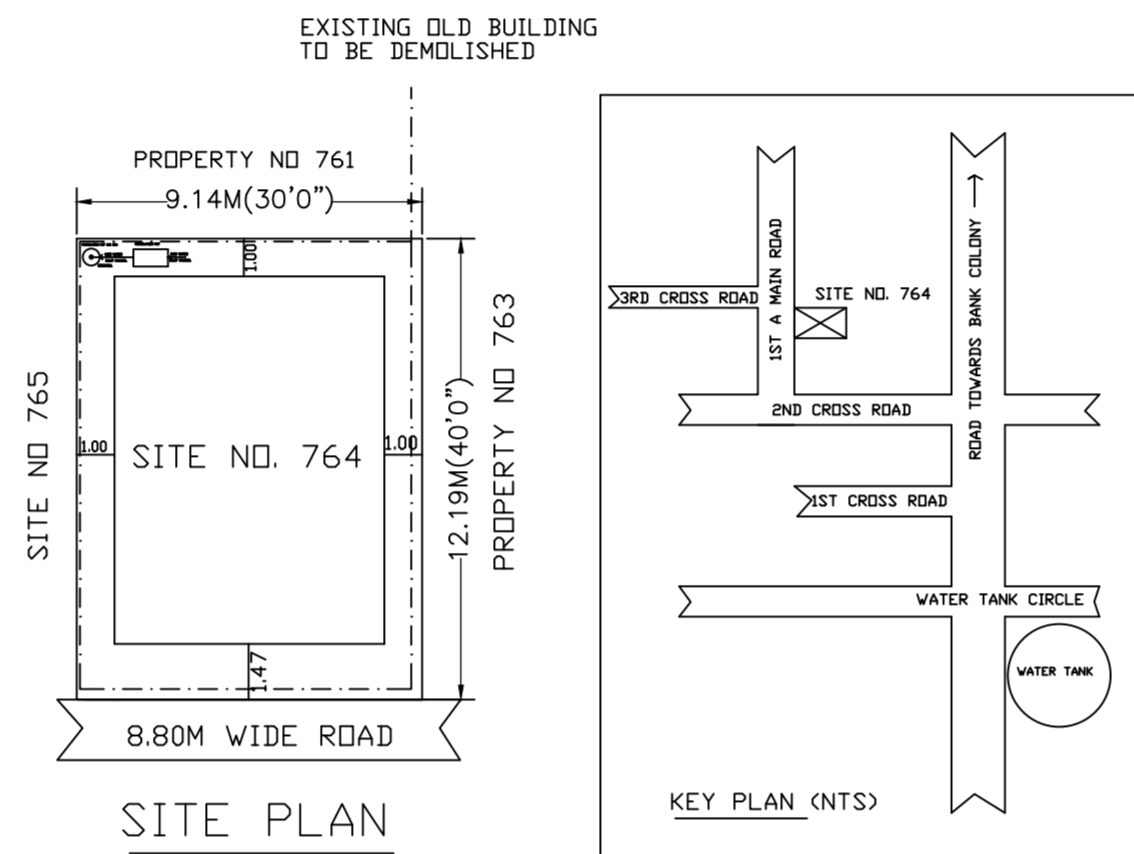 EXISTING OLD BUILDING
TO BE DEMOLISHED
PROPERTY NO 761
9.14M(30'0")
1.00
SITE NO 765
1.00
SITE NO. 764
1.00
12.19M(40'0")
PROPERTY NO 763
1.47
8.80M WIDE ROAD
SITE PLAN
1ST A MAIN ROAD
ROAD TOWARDS BANK COLONY
3RD CROSS ROAD
SITE NO. 764
2ND CROSS ROAD
1ST CROSS ROAD
WATER TANK CIRCLE
WATER TANK
KEY PLAN (NTS)